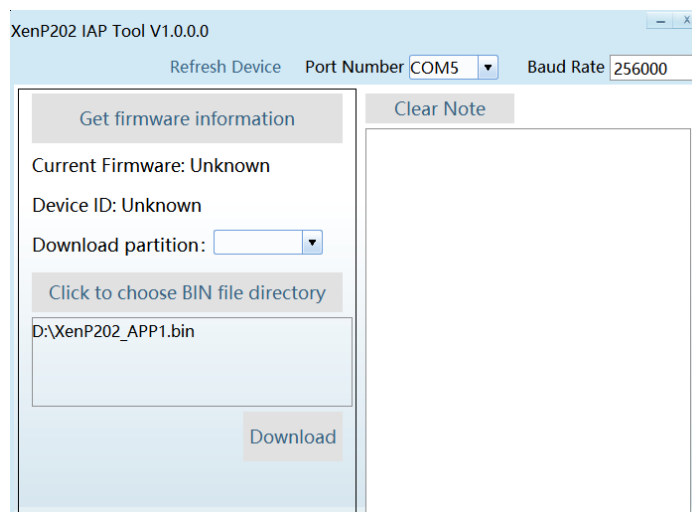 XenP202 IAP Tool V1.0.0.0
Refresh Device Port Number COM5 Baud Rate 256000
Get firmware information
Clear Note
Current Firmware: Unknown
Device ID: Unknown
Download partition:
Click to choose BIN file directory
D:\XenP202_APP1.bin
Download